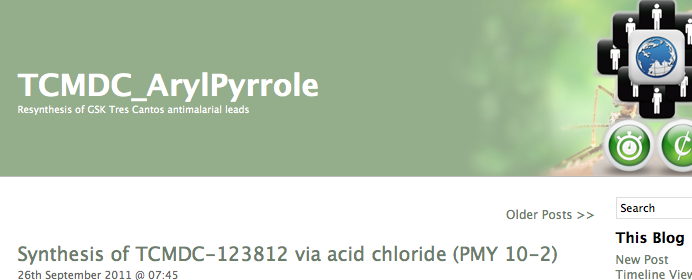 TCMDC_ArylPyrrole
Resynthesis of GSK Tres Cantos antimalarial leads
Older Posts >>
Search
This Blog
New Post
Timeline View
Synthesis of TCMDC-123812 via acid chloride (PMY 10-2)
26th September 2011 @ 07:45